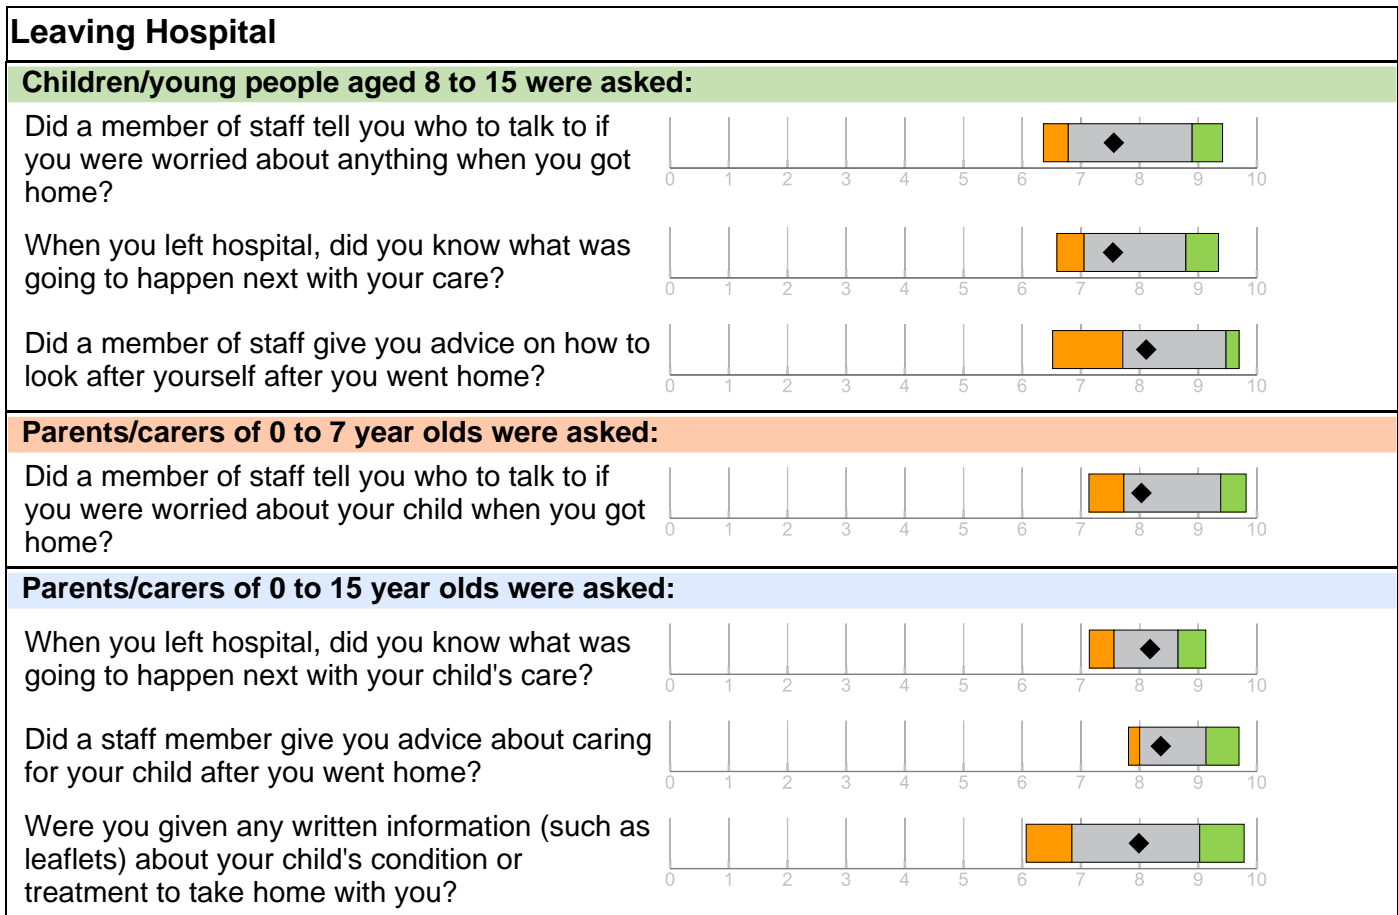 Leaving Hospital
Children/young people aged 8 to 15 were asked:
Did a member of staff tell you who to talk to if
you were worried about anything when you got
home?
0 1 2 3 4 5 6 7 8 9 10
When you left hospital, did you know what was
going to happen next with your care?
0 1 2 3 4 5 6 7 8 9 10
Did a member of staff give you advice on how to
look after yourself after you went home?
0 1 2 3 4 5 6 7 8 9 10
Parents/carers of 0 to 7 year olds were asked:
Did a member of staff tell you who to talk to if
you were worried about your child when you got
home?
0 1 2 3 4 5 6 7 8 9 10
Parents/carers of 0 to 15 year olds were asked:
When you left hospital, did you know what was
going to happen next with your child's care?
0 1 2 3 4 5 6 7 8 9 10
Did a staff member give you advice about caring
for your child after you went home?
0 1 2 3 4 5 6 7 8 9 10
Were you given any written information (such as
leaflets) about your child's condition or
treatment to take home with you?
0 1 2 3 4 5 6 7 8 9 10